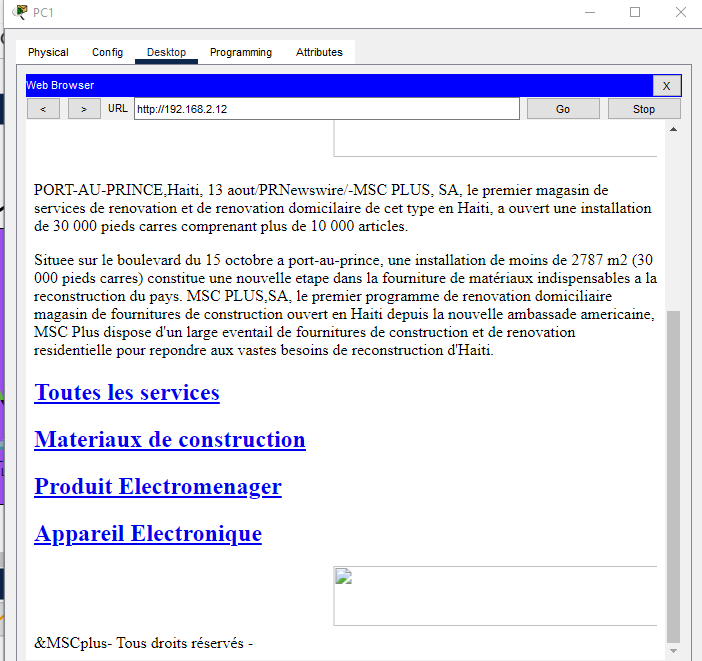 PC1
Physical Config Desktop Programming Attributes
Web Browser X
< > URL http://192.168.2.12 Go Stop
PORT-AU-PRINCE,Haiti, 13 aout/PRNewswire/-MSC PLUS, SA, le premier magasin de
services de renovation et de renovation domicilaire de cet type en Haiti, a ouvert une installation
de 30 000 pieds carres comprenant plus de 10 000 articles.
Situee sur le boulevard du 15 octobre a port-au-prince, une installation de moins de 2787 m2 (30
000 pieds carres) constitue une nouvelle etape dans la fourniture de matériaux indispensables a la
reconstruction du pays. MSC PLUS,SA, le premier programme de renovation domiciliaire
magasin de fournitures de construction ouvert en Haiti depuis la nouvelle ambassade americaine,
MSC Plus dispose d'un large eventail de fournitures de construction et de renovation
residentielle pour repondre aux vastes besoins de reconstruction d'Haiti.
Toutes les services
Materiaux de construction
Produit Electromenager
Appareil Electronique
&MSCplus- Tous droits réservés -